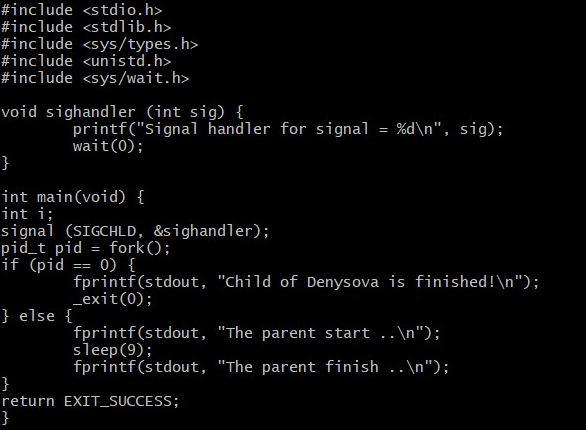 #include <stdio.h>
#include <stdlib.h>
#include <sys/types.h>
#include <unistd.h>
#include <sys/wait.h>

void sighandler (int sig) {
        printf("Signal handler for signal = %d\n", sig);
        wait(0);
}

int main(void) {
int i;
signal (SIGCHLD, &sighandler);
pid_t pid = fork();
if (pid == 0) {
        fprintf(stdout, "Child of Denysova is finished!\n");
        _exit(0);
} else {
        fprintf(stdout, "The parent start ..\n");
        sleep(9);
        fprintf(stdout, "The parent finish ..\n");
}
return EXIT_SUCCESS;
}